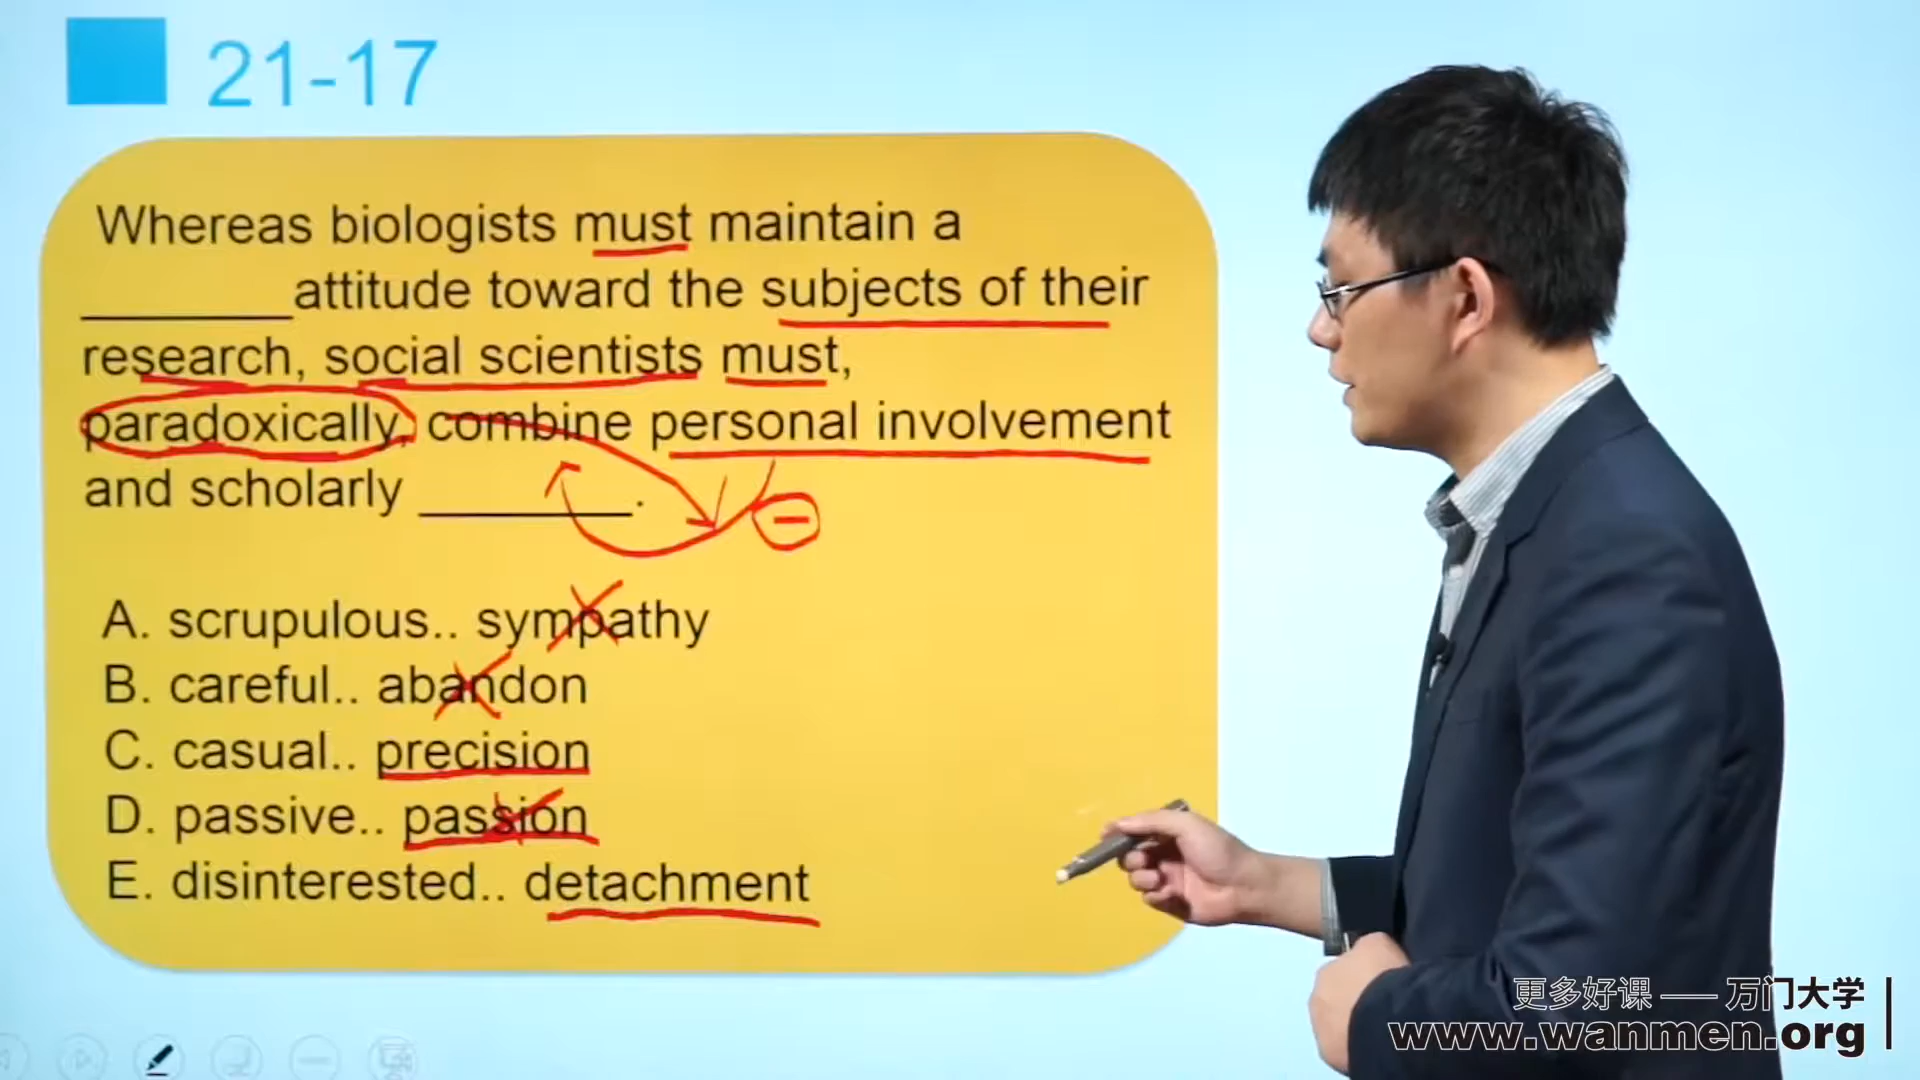 21-17
Whereas biologists must maintain a
________attitude toward the subjects of their
research, social scientists must,
paradoxically, combine personal involvement
and scholarly ________.
A. scrupulous.. sympathy
B. careful.. abandon
C. casual.. precision
D. passive.. passion
E. disinterested.. detachment
更多好课 —— 万门大学
www.wanmen.org